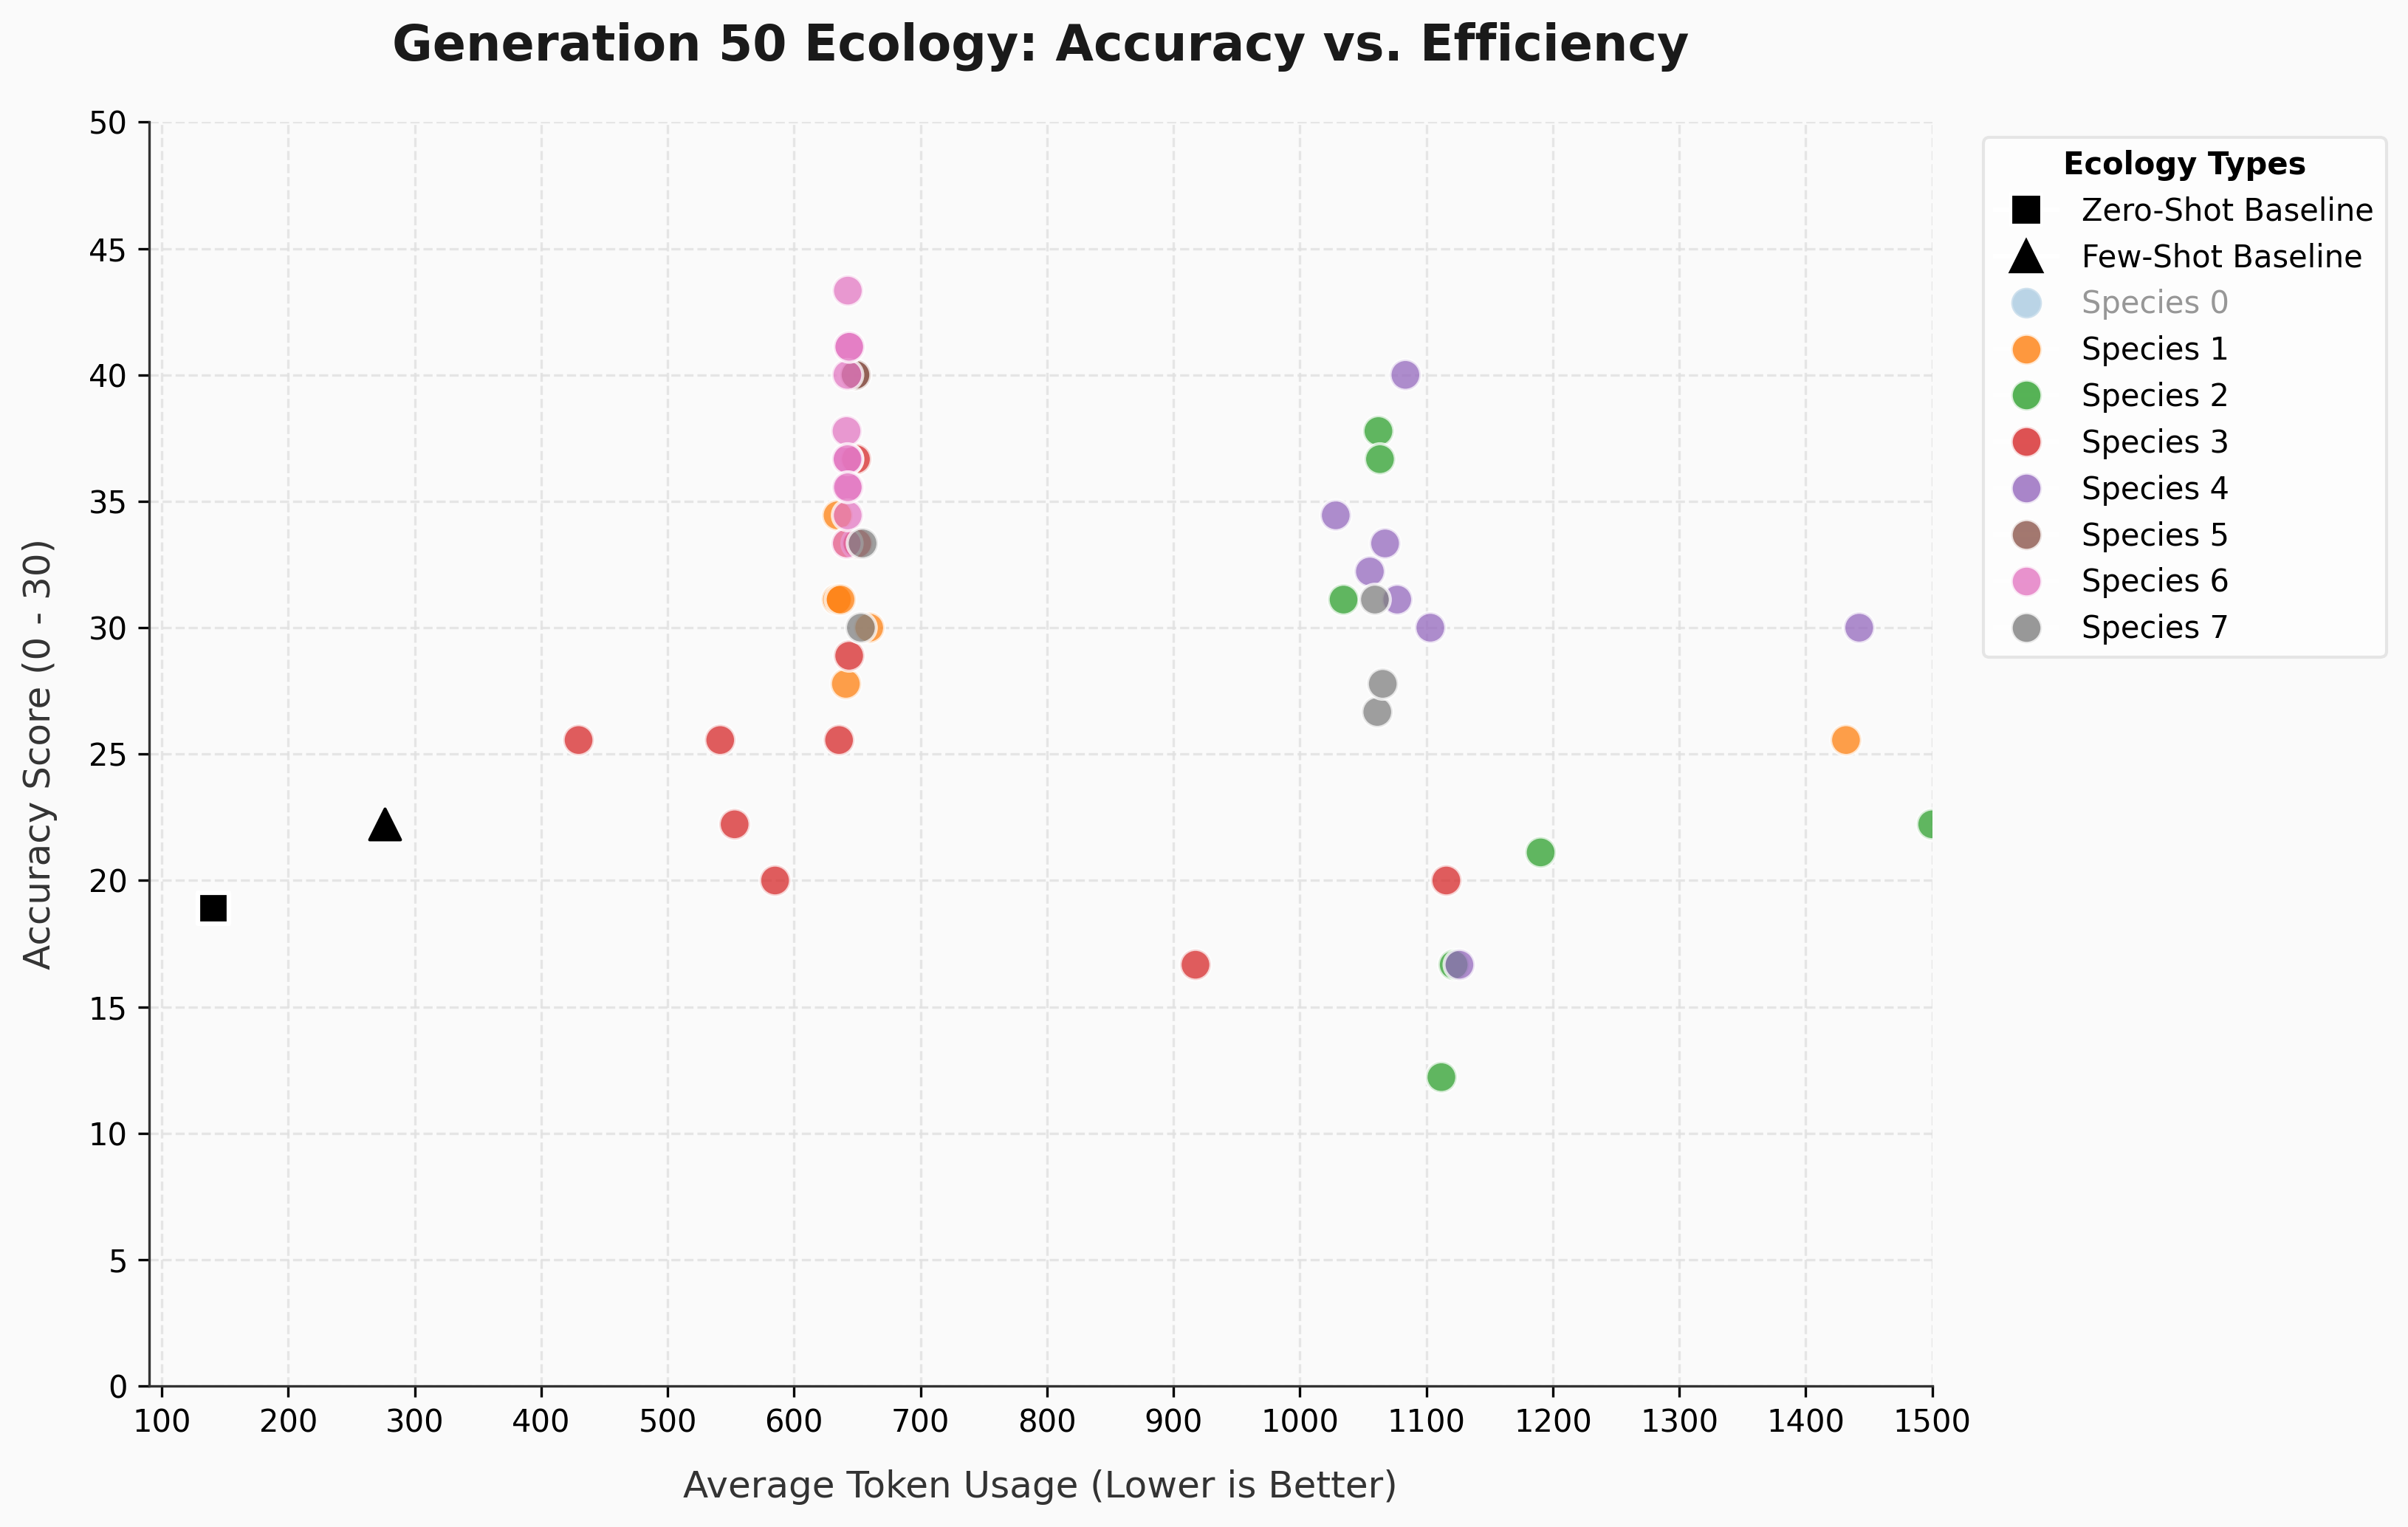 Generation 50 Ecology: Accuracy vs. Efficiency
50
45
40
35
30
25
20
15
10
5
0
Accuracy Score (0 - 30)
100 200 300 400 500 600 700 800 900 1000 1100 1200 1300 1400 1500
Average Token Usage (Lower is Better)
Ecology Types
Zero-Shot Baseline
Few-Shot Baseline
Species 0
Species 1
Species 2
Species 3
Species 4
Species 5
Species 6
Species 7